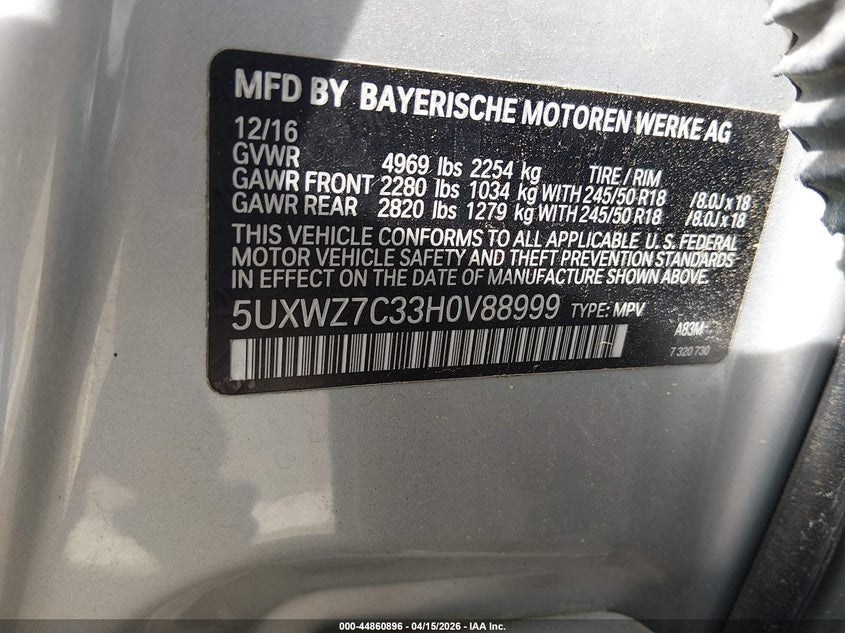 MFD BY BAYERISCHE MOTOREN WERKE AG
12/16
GVWR 4969 lbs 2254 kg TIRE / RIM
GAWR FRONT 2280 lbs 1034 kg WITH 245/50 R18 /8.0J x 18
GAWR REAR 2820 lbs 1279 kg WITH 245/50 R18 /8.0J x 18
THIS VEHICLE CONFORMS TO ALL APPLICABLE U.S. FEDERAL
MOTOR VEHICLE SAFETY AND THEFT PREVENTION STANDARDS
IN EFFECT ON THE DATE OF MANUFACTURE SHOWN ABOVE.
5UXWZ7C33H0V88999 TYPE: MPV
A83M
7 320 730
000-44860896 - 04/15/2026 - IAA Inc.